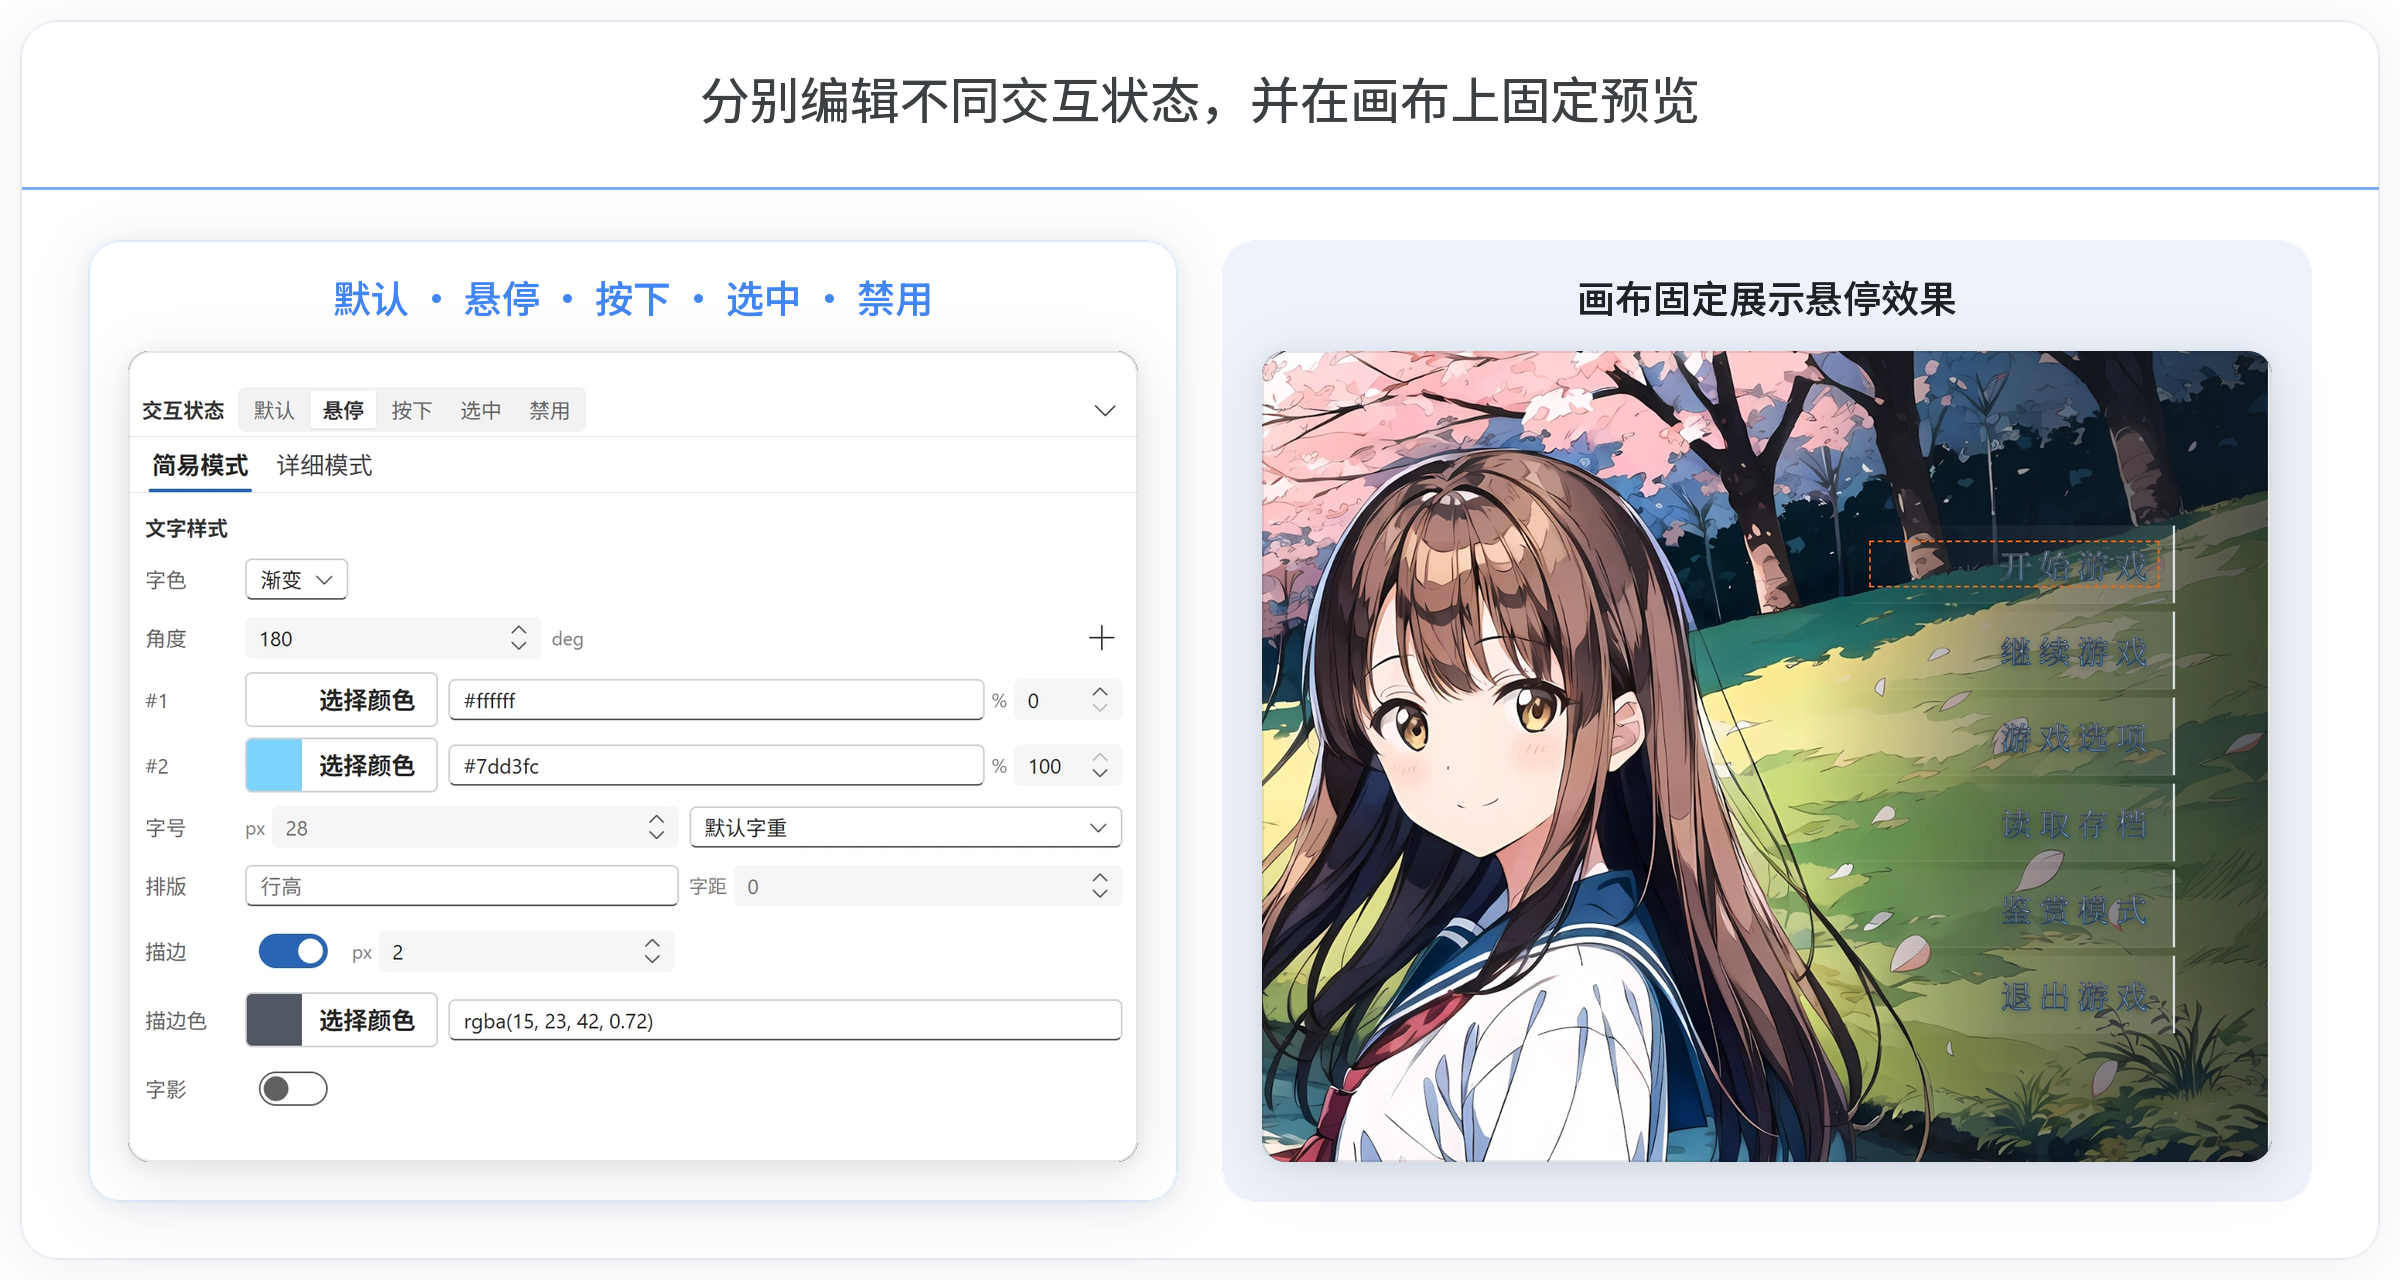 分别编辑不同交互状态，并在画布上固定预览
默认 • 悬停 • 按下 • 选中 • 禁用
交互状态 默认 悬停 按下 选中 禁用
简易模式 详细模式
文字样式
字色 渐变
角度 180 deg
#1 选择颜色 #ffffff % 0
#2 选择颜色 #7dd3fc % 100
字号 px 28 默认字重
排版 行高 字距 0
描边 px 2
描边色 选择颜色 rgba(15, 23, 42, 0.72)
字影
画布固定展示悬停效果
开始游戏
继续游戏
游戏选项
读取存档
鉴赏模式
退出游戏